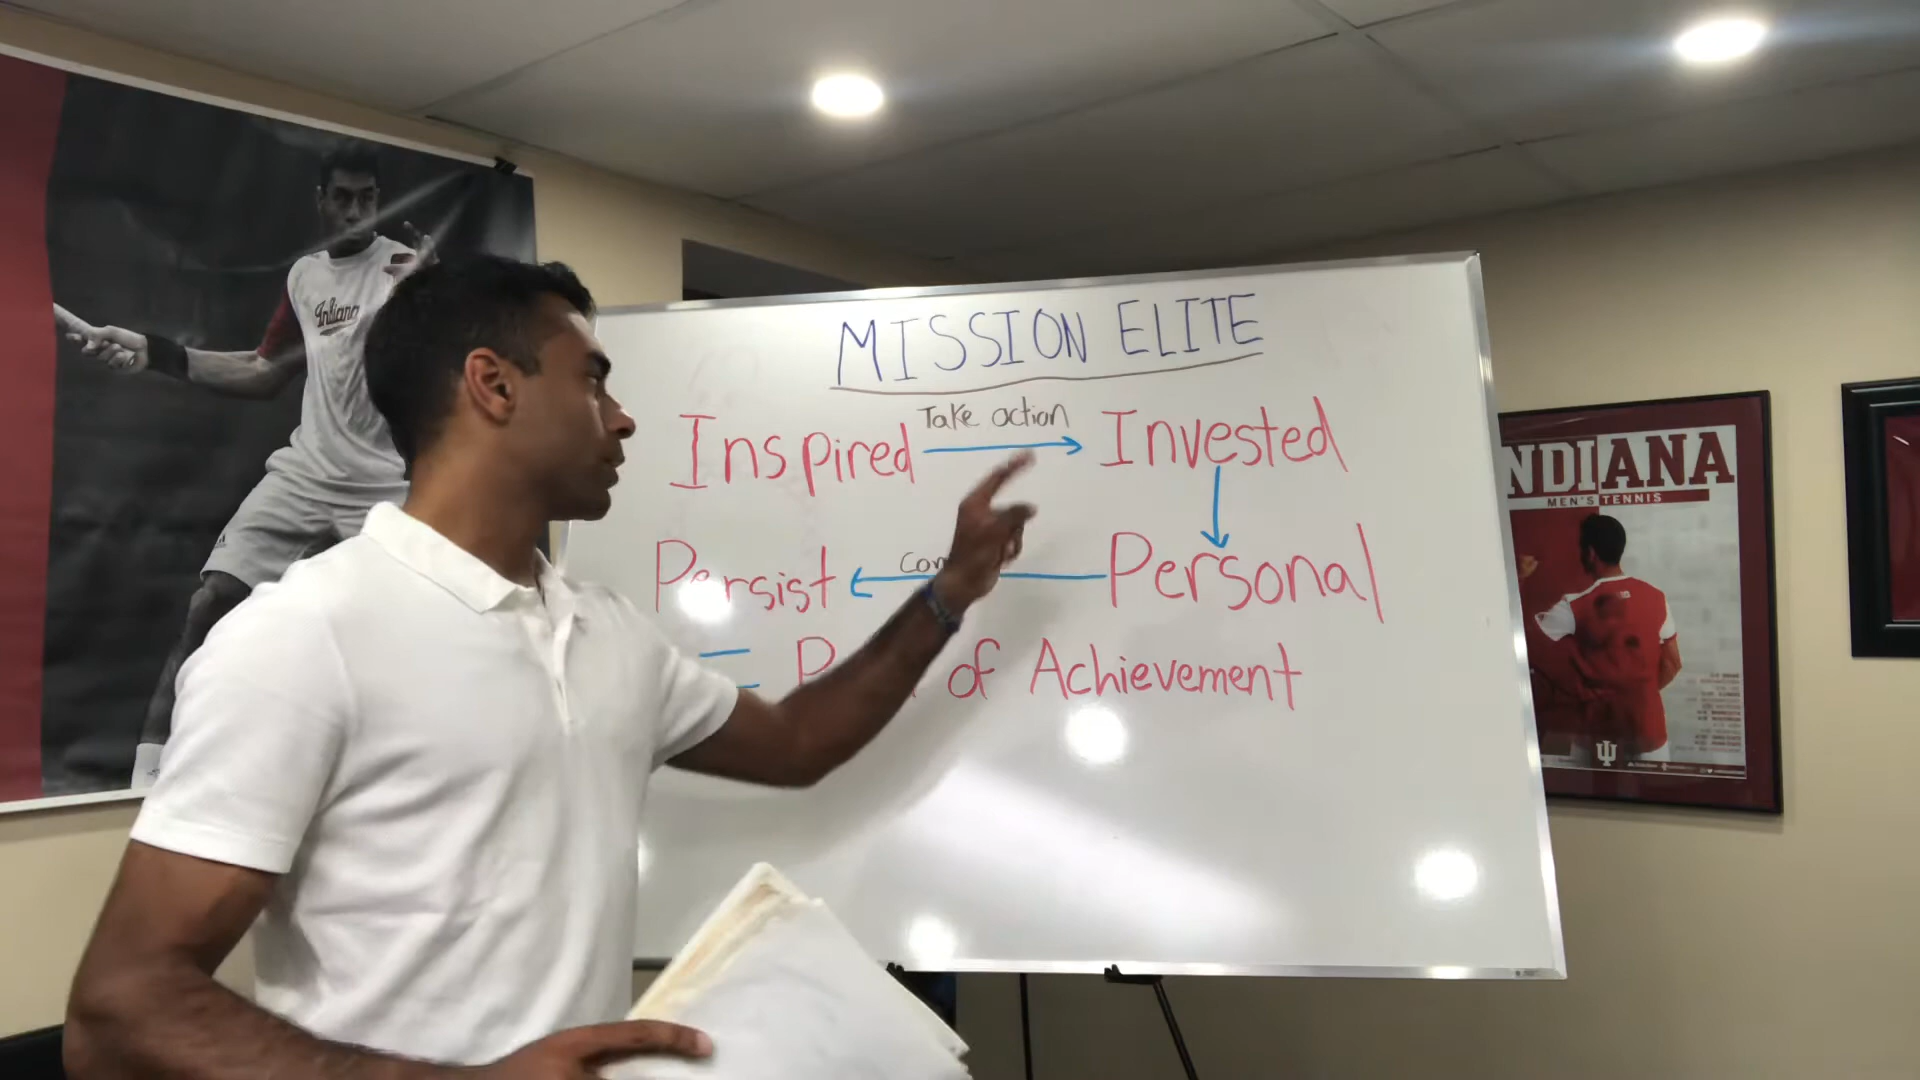 MISSION ELITE
Inspired Take action Invested
Persist Personal
= of Achievement
Indiana
INDIANA
MEN'S TENNIS